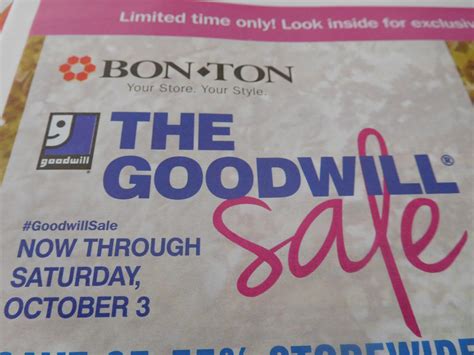 Limited time only! Look inside for
BON•TON
Your Store. Your Style.
goodwill
THE
GOODWILL®
sale
#GoodwillSale
NOW THROUGH
SATURDAY,
OCTOBER 3
STOREWIDE